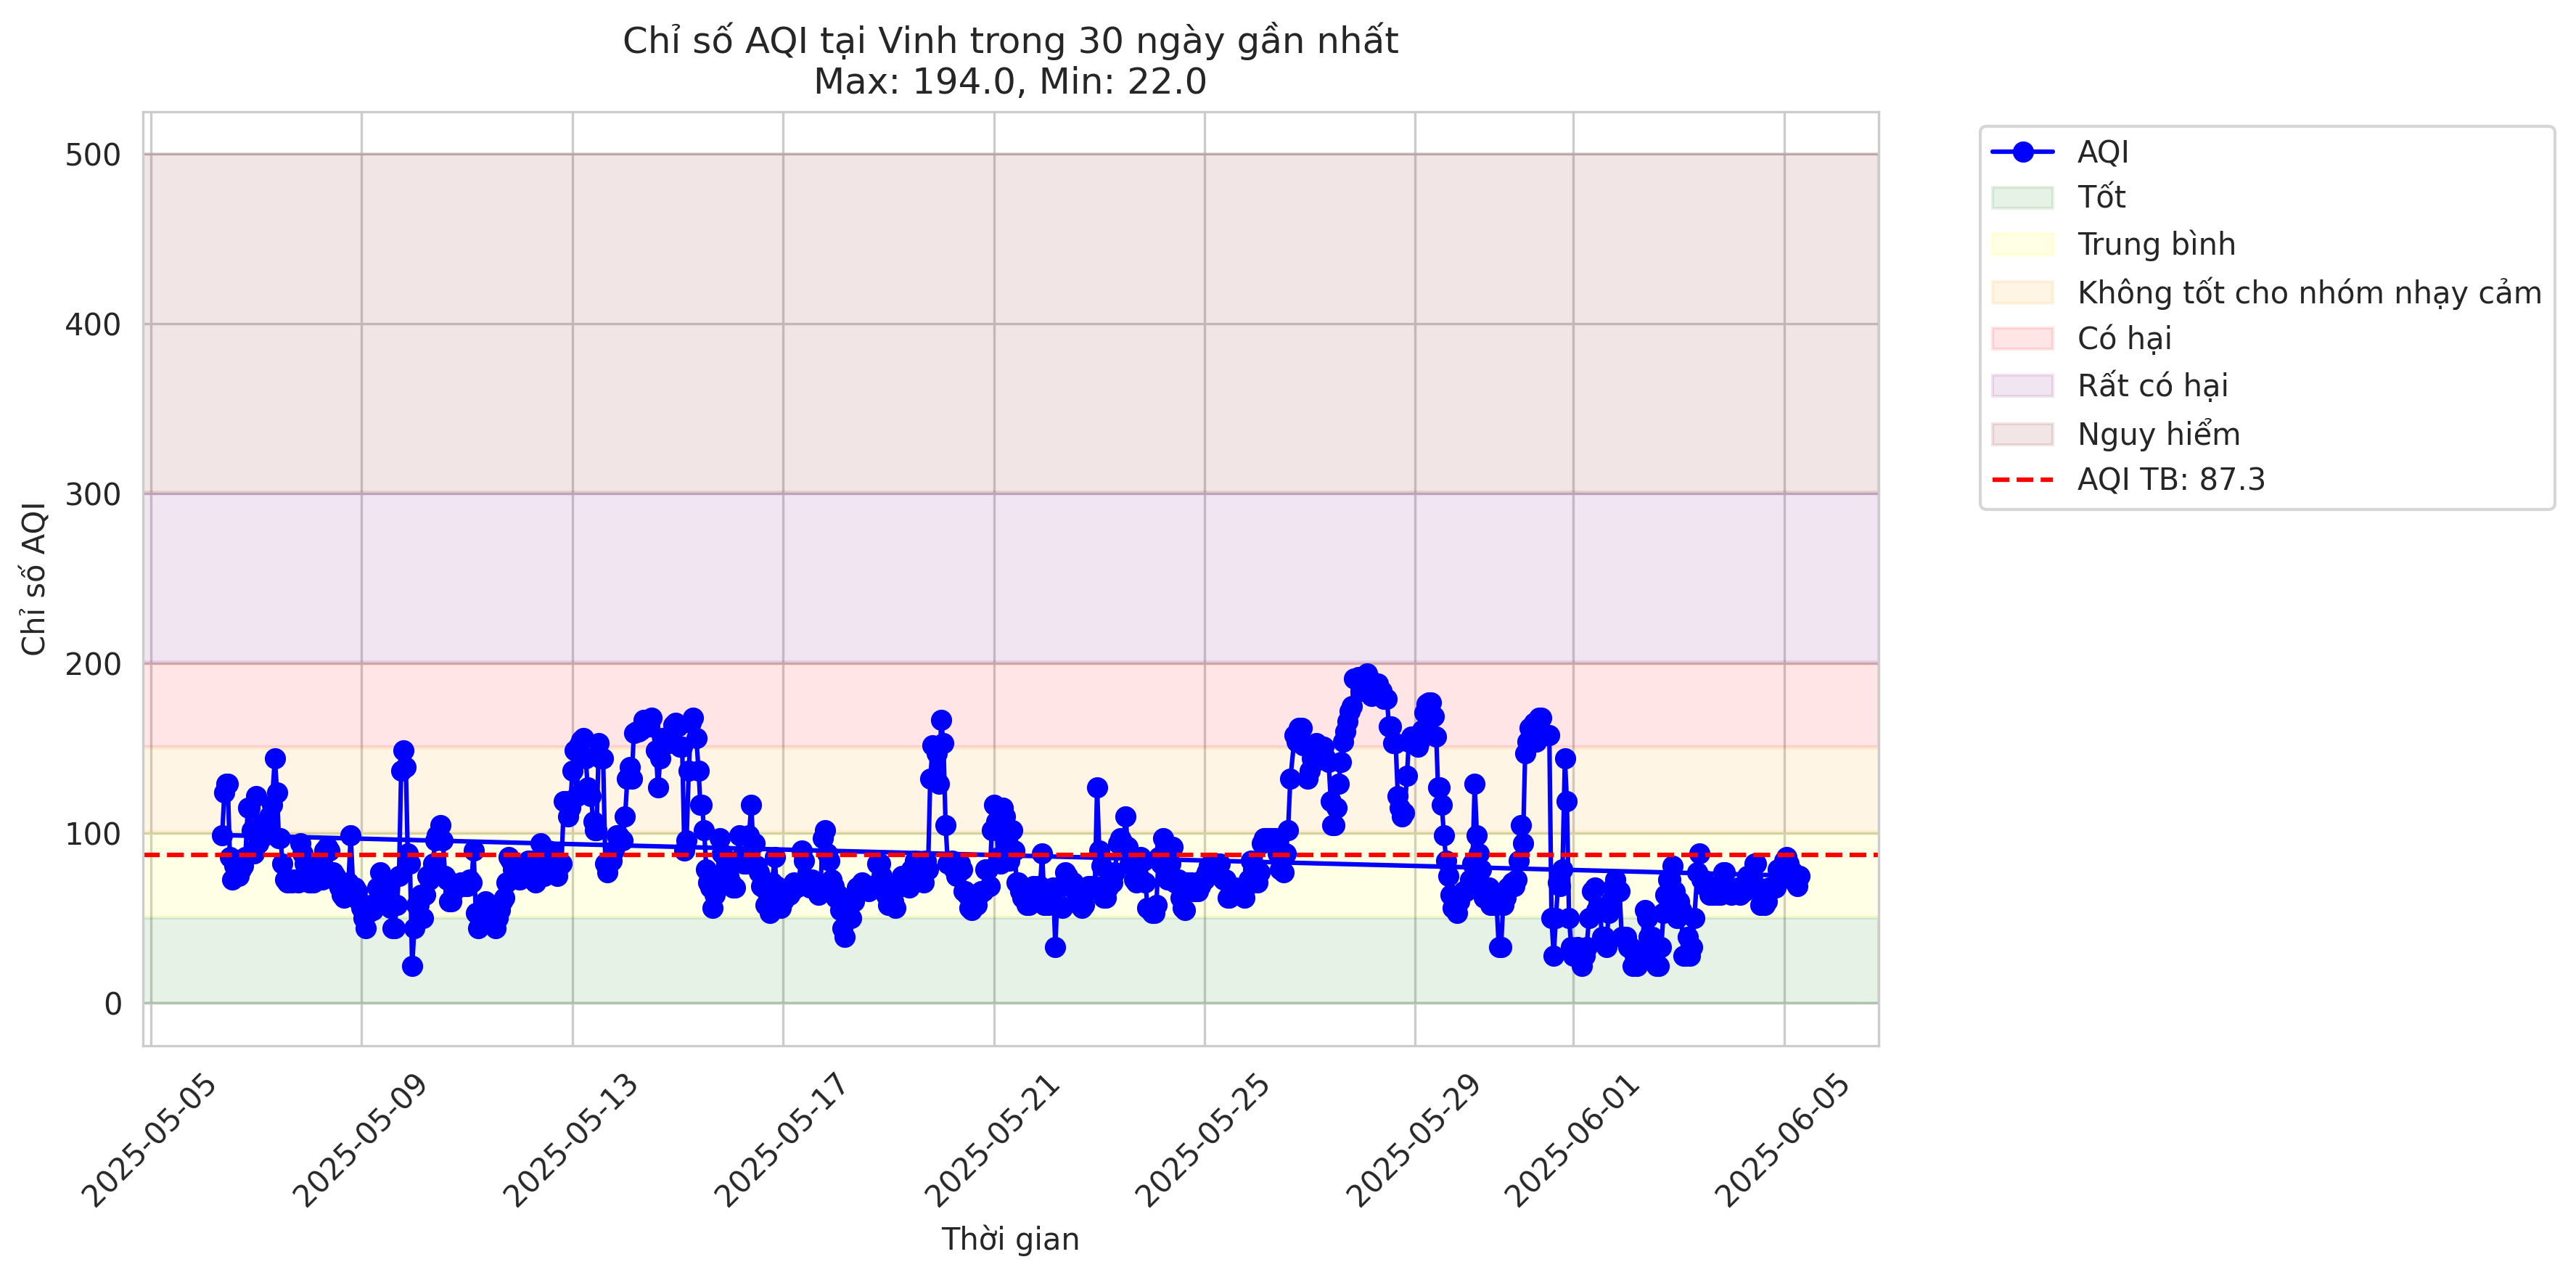 Chỉ số AQI tại Vinh trong 30 ngày gần nhất
Max: 194.0, Min: 22.0
Chỉ số AQI
500
400
300
200
100
0
2025-05-05
2025-05-09
2025-05-13
2025-05-17
2025-05-21
2025-05-25
2025-05-29
2025-06-01
2025-06-05
Thời gian
AQI
Tốt
Trung bình
Không tốt cho nhóm nhạy cảm
Có hại
Rất có hại
Nguy hiểm
AQI TB: 87.3